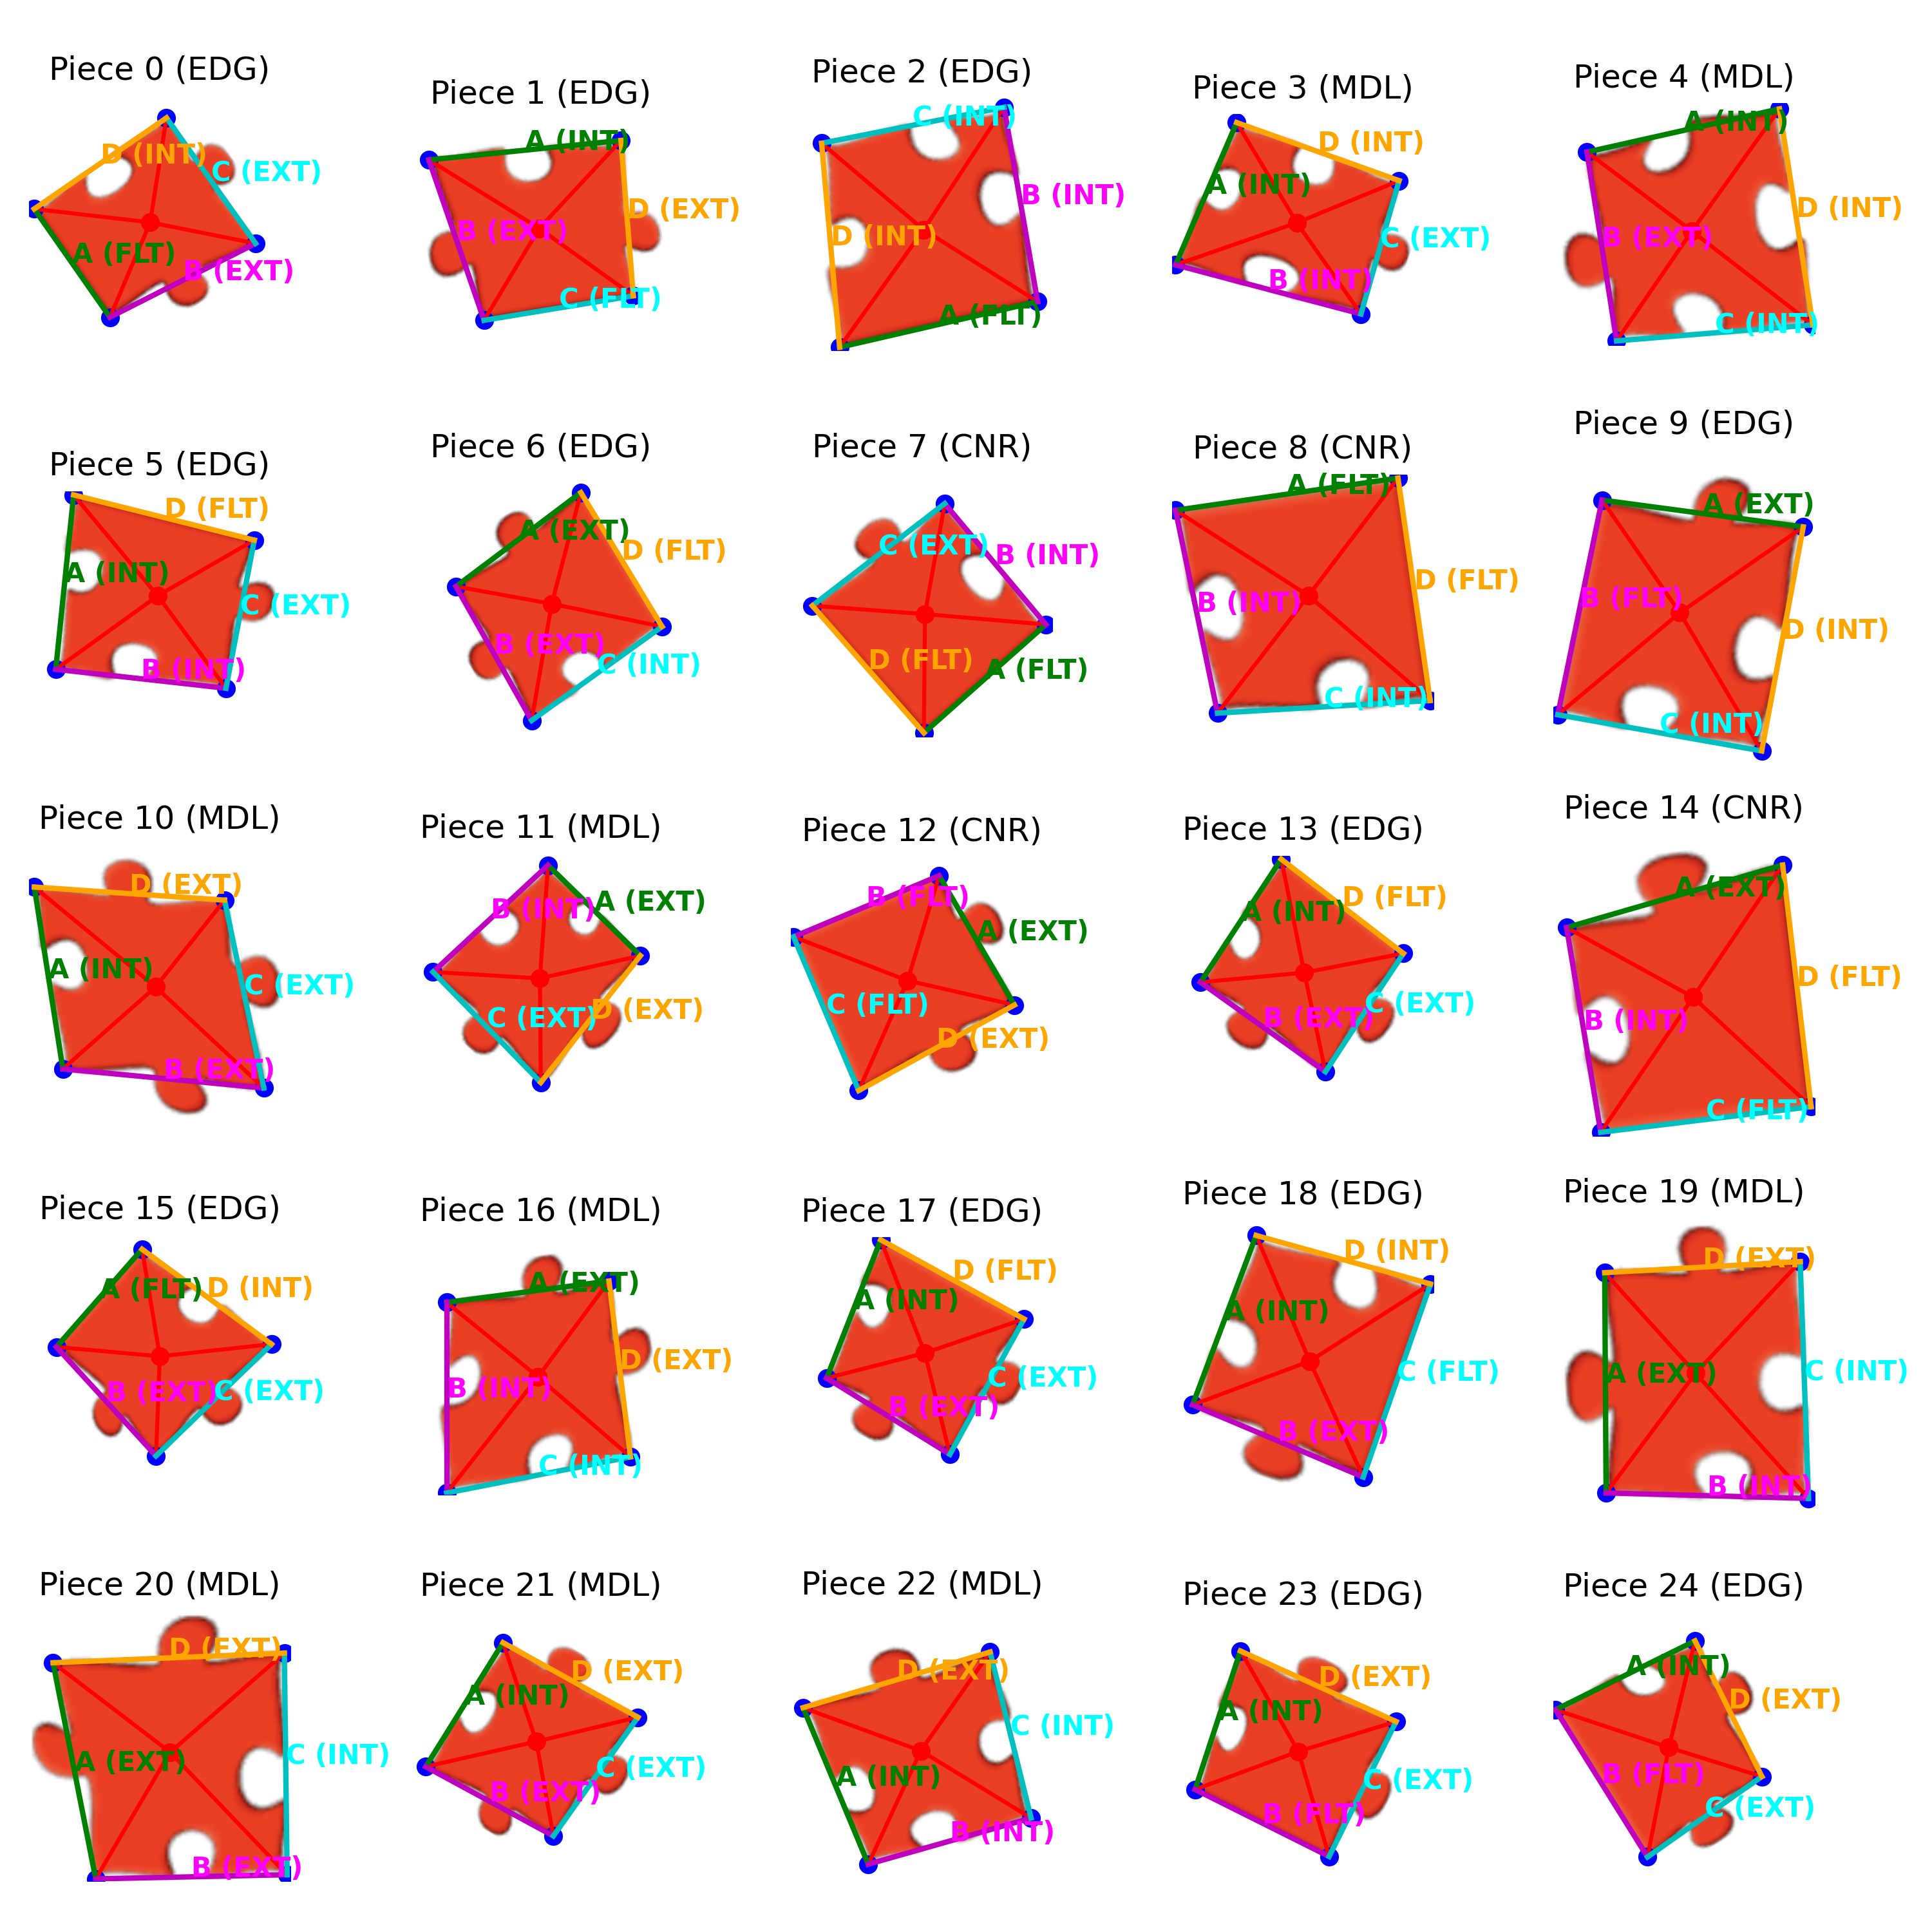 Piece 0 (EDG)
D (INT)
C (EXT)
A (FLT)
B (EXT)
Piece 1 (EDG)
A (INT)
D (EXT)
B (EXT)
C (FLT)
Piece 2 (EDG)
C (INT)
B (INT)
D (INT)
A (FLT)
Piece 3 (MDL)
D (INT)
A (INT)
C (EXT)
B (INT)
Piece 4 (MDL)
A (INT)
D (INT)
B (EXT)
C (INT)
Piece 5 (EDG)
D (FLT)
A (INT)
C (EXT)
B (INT)
Piece 6 (EDG)
A (EXT)
D (FLT)
B (EXT)
C (INT)
Piece 7 (CNR)
C (EXT)
B (INT)
D (FLT)
A (FLT)
Piece 8 (CNR)
A (FLT)
D (FLT)
B (INT)
C (INT)
Piece 9 (EDG)
A (EXT)
B (FLT)
D (INT)
C (INT)
Piece 10 (MDL)
D (EXT)
A (INT)
C (EXT)
B (EXT)
Piece 11 (MDL)
A (EXT)
B (INT)
D (EXT)
C (EXT)
Piece 12 (CNR)
B (FLT)
A (EXT)
C (FLT)
D (EXT)
Piece 13 (EDG)
D (FLT)
A (INT)
C (EXT)
B (EXT)
Piece 14 (CNR)
A (EXT)
D (FLT)
B (INT)
C (FLT)
Piece 15 (EDG)
A (FLT)
D (INT)
B (EXT)
C (EXT)
Piece 16 (MDL)
A (EXT)
D (EXT)
B (INT)
C (INT)
Piece 17 (EDG)
D (FLT)
A (INT)
C (EXT)
B (EXT)
Piece 18 (EDG)
D (INT)
A (INT)
C (FLT)
B (EXT)
Piece 19 (MDL)
D (EXT)
A (EXT)
C (INT)
B (INT)
Piece 20 (MDL)
D (EXT)
C (INT)
A (EXT)
B (EXT)
Piece 21 (MDL)
D (EXT)
A (INT)
C (EXT)
B (EXT)
Piece 22 (MDL)
D (EXT)
C (INT)
A (INT)
B (INT)
Piece 23 (EDG)
D (EXT)
A (INT)
C (EXT)
B (FLT)
Piece 24 (EDG)
A (INT)
D (EXT)
B (FLT)
C (EXT)